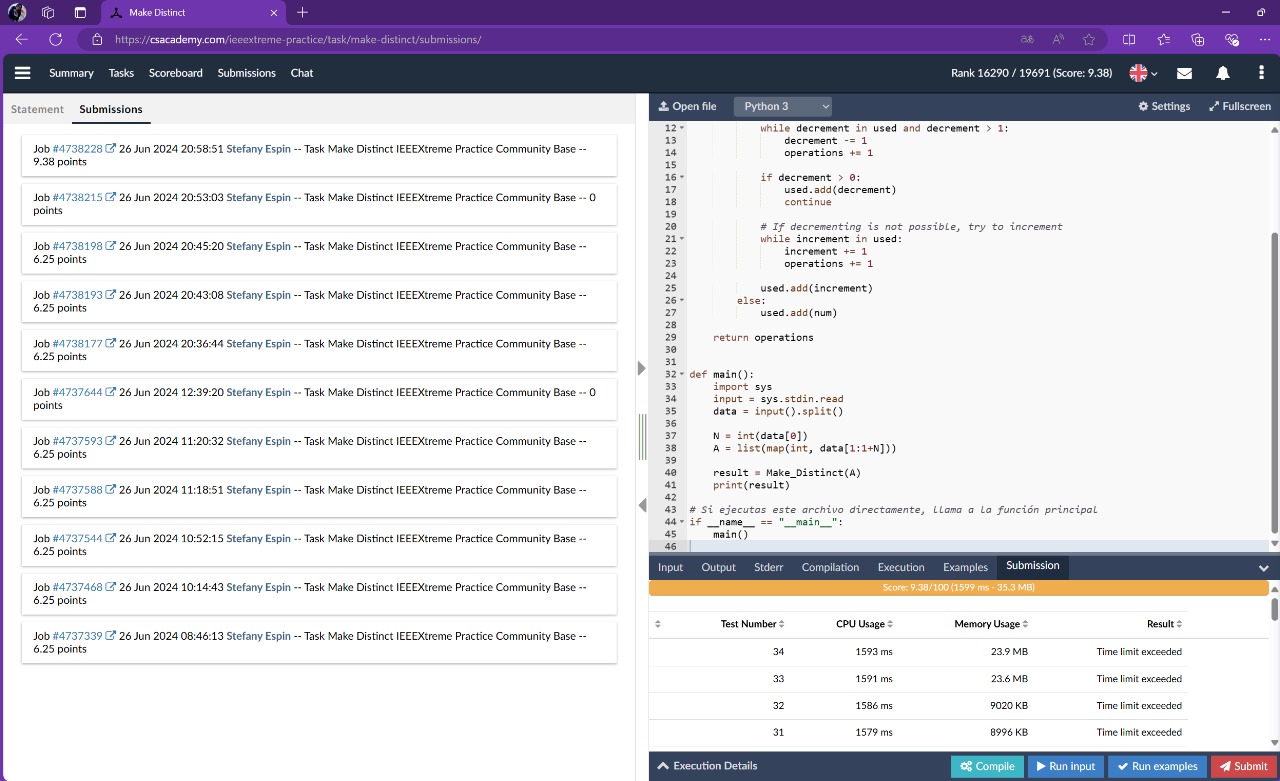 Make Distinct
https://csacademy.com/ieeextreme-practice/task/make-distinct/submissions/
Summary Tasks Scoreboard Submissions Chat
Rank 16290 / 19691 (Score: 9.38)
Statement Submissions
Job #4738228 26 Jun 2024 20:58:51 Stefany Espin -- Task Make Distinct IEEEXtreme Practice Community Base --
9.38 points
Job #4738215 26 Jun 2024 20:53:03 Stefany Espin -- Task Make Distinct IEEEXtreme Practice Community Base -- 0
points
Job #4738198 26 Jun 2024 20:45:20 Stefany Espin -- Task Make Distinct IEEEXtreme Practice Community Base --
6.25 points
Job #4738193 26 Jun 2024 20:43:08 Stefany Espin -- Task Make Distinct IEEEXtreme Practice Community Base --
6.25 points
Job #4738177 26 Jun 2024 20:36:44 Stefany Espin -- Task Make Distinct IEEEXtreme Practice Community Base --
6.25 points
Job #4737644 26 Jun 2024 12:39:20 Stefany Espin -- Task Make Distinct IEEEXtreme Practice Community Base -- 0
points
Job #4737593 26 Jun 2024 11:20:32 Stefany Espin -- Task Make Distinct IEEEXtreme Practice Community Base --
6.25 points
Job #4737588 26 Jun 2024 11:18:51 Stefany Espin -- Task Make Distinct IEEEXtreme Practice Community Base --
6.25 points
Job #4737534 26 Jun 2024 10:52:15 Stefany Espin -- Task Make Distinct IEEEXtreme Practice Community Base --
6.25 points
Job #4737468 26 Jun 2024 10:14:43 Stefany Espin -- Task Make Distinct IEEEXtreme Practice Community Base --
6.25 points
Job #4737339 26 Jun 2024 08:46:13 Stefany Espin -- Task Make Distinct IEEEXtreme Practice Community Base --
6.25 points
Open file Python 3 Settings Fullscreen
12 while decrement in used and decrement > 1:
13 decrement -= 1
14 operations += 1
15
16 if decrement > 0:
17 used.add(decrement)
18 continue
19
20 # If decrementing is not possible, try to increment
21 while increment in used:
22 increment += 1
23 operations += 1
24
25 used.add(increment)
26 else:
27 used.add(num)
28
29 return operations
30
31
32 def main():
33 import sys
34 input = sys.stdin.read
35 data = input().split()
36
37 N = int(data[0])
38 A = list(map(int, data[1:1+N]))
39
40 result = Make_Distinct(A)
41 print(result)
42
43 # Si ejecutas este archivo directamente, llama a la función principal
44 if __name__ == "__main__":
45 main()
46
Input Output Stderr Compilation Execution Examples Submission
Score: 9.38/100 (1599 ms - 35.3 MB)
Test Number CPU Usage Memory Usage Result
34 1593 ms 23.9 MB Time limit exceeded
33 1591 ms 23.6 MB Time limit exceeded
32 1586 ms 9020 KB Time limit exceeded
31 1579 ms 8996 KB Time limit exceeded
Execution Details Compile Run input Run examples Submit